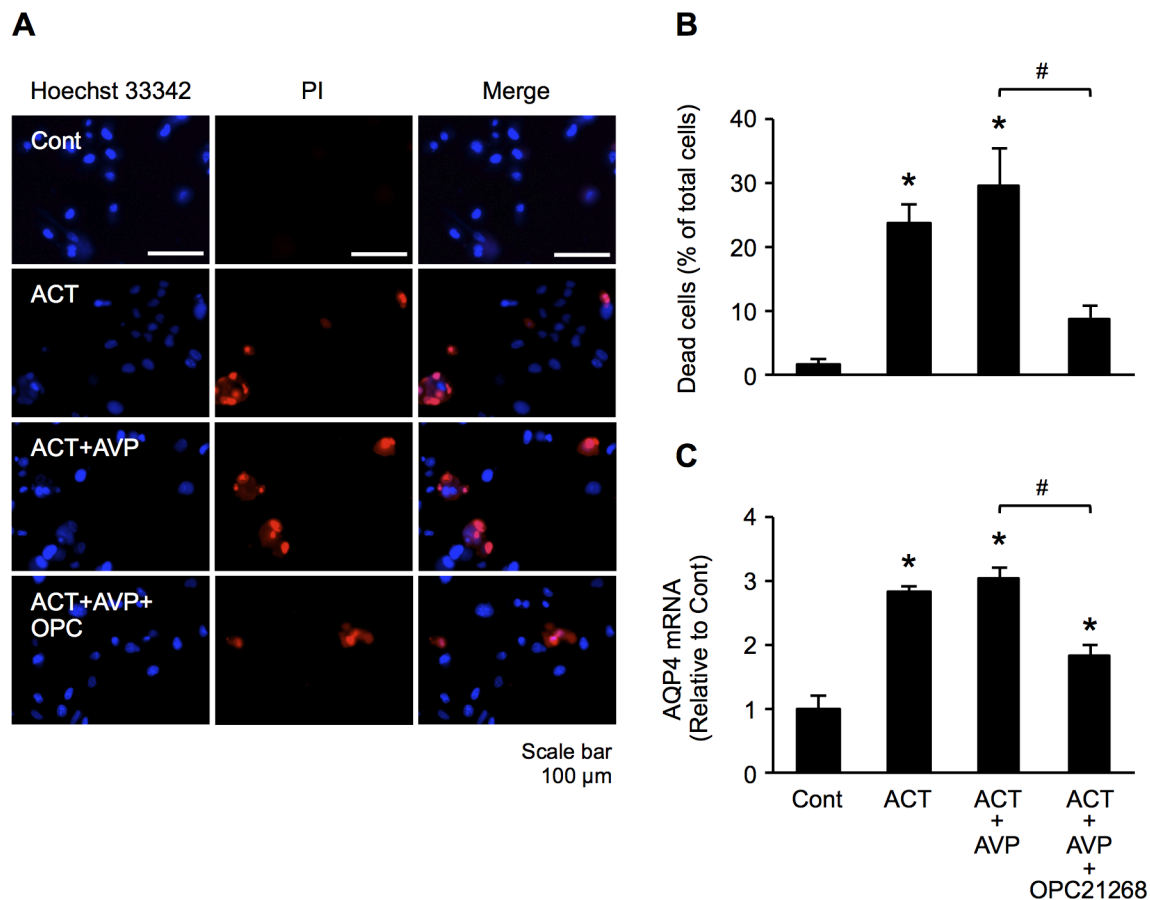 A
Hoechst 33342
PI
Merge
Cont
ACT
ACT+AVP
ACT+AVP+
OPC
Scale bar
100 µm
B
Dead cells (% of total cells)
40
30
20
10
0
*
*
#
C
AQP4 mRNA
(Relative to Cont)
4
3
2
1
0
*
*
*
#
Cont
ACT
ACT
+
AVP
ACT
+
AVP
+
OPC21268